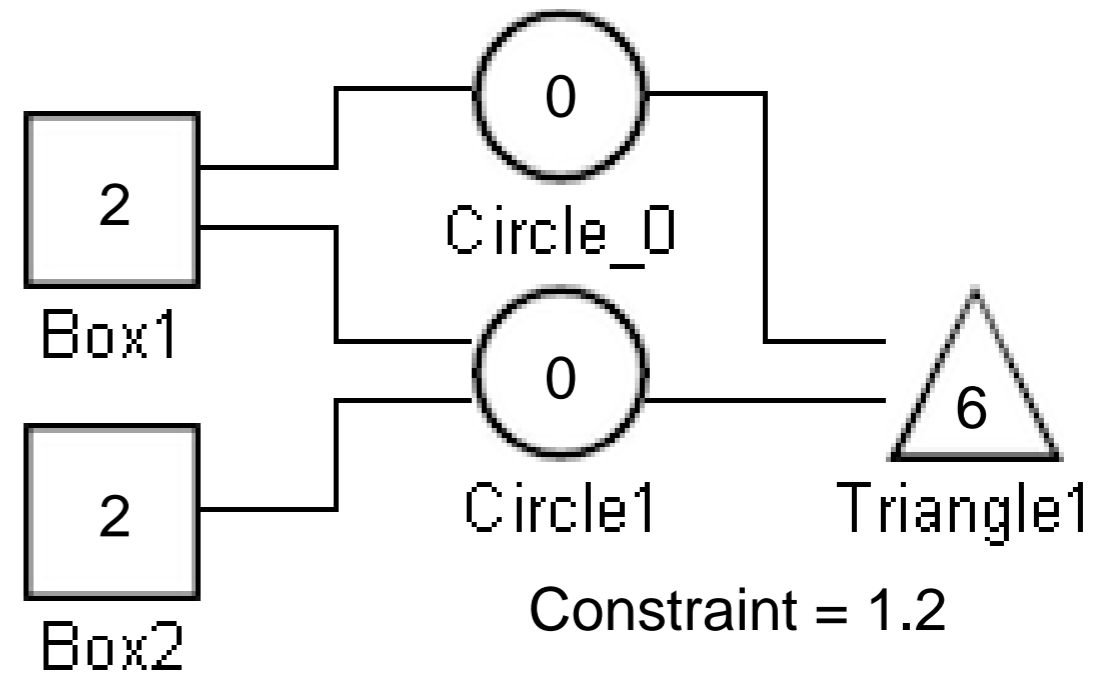 0
Circle_0
2
Box1
0
Circle1
6
Triangle1
2
Box2
Constraint = 1.2